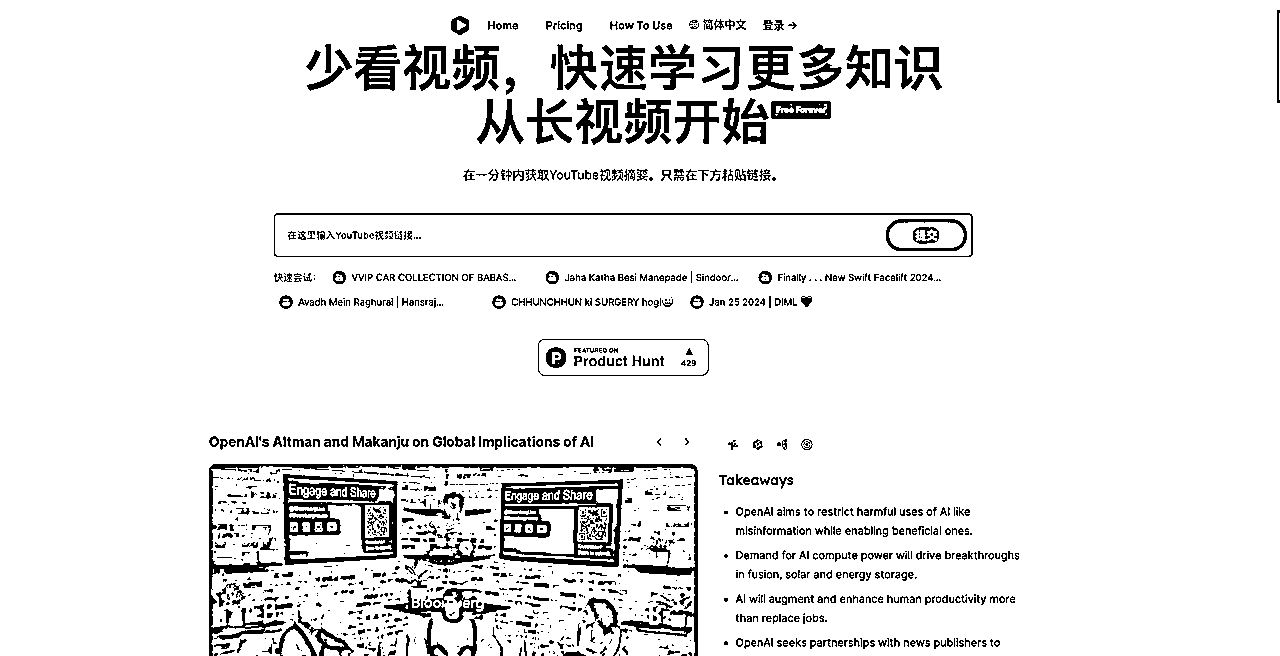 Home Pricing How To Use 简体中文 登录 →
少看视频，快速学习更多知识
从长视频开始 Free Forever
在一分钟内获取YouTube视频摘要。只需在下方粘贴链接。
在这里输入YouTube视频链接... 提交
快速尝试： VVIP CAR COLLECTION OF BABAS... Jaha Katha Besi Manepade | Sindoor... Finally . . . New Swift Facelift 2024...
Avadh Mein Raghurai | Hansraj... CHHUNCHHUN ki SURGERY hogi😂 Jan 25 2024 | DIML 🖤
FEATURED ON
Product Hunt
▲
429
OpenAI's Altman and Makanju on Global Implications of AI
Engage and Share
Engage and Share
Bloomberg
Takeaways
• OpenAI aims to restrict harmful uses of AI like
misinformation while enabling beneficial ones.
• Demand for AI compute power will drive breakthroughs
in fusion, solar and energy storage.
• AI will augment and enhance human productivity more
than replace jobs.
• OpenAI seeks partnerships with news publishers to